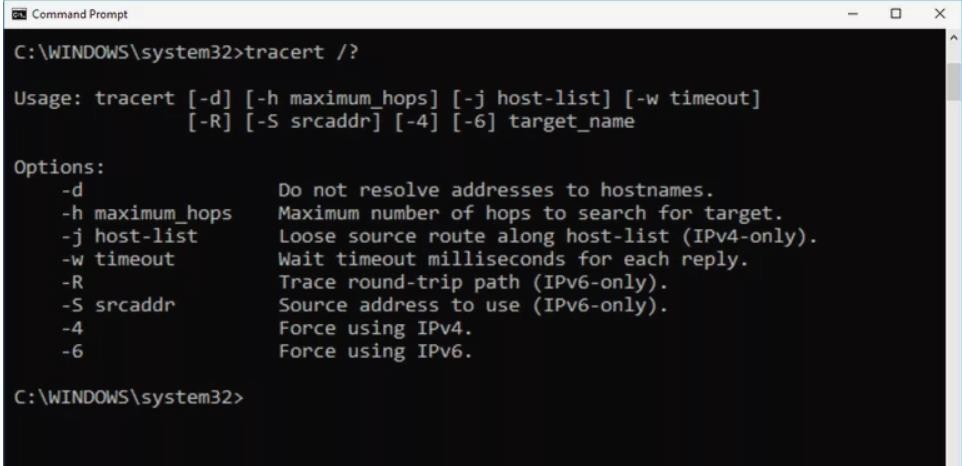 Command Prompt
C:\WINDOWS\system32>tracert /?
Usage: tracert [-d] [-h maximum_hops] [-j host-list] [-w timeout]
[-R] [-S srcaddr] [-4] [-6] target_name
Options:
-d Do not resolve addresses to hostnames.
-h maximum_hops Maximum number of hops to search for target.
-j host-list Loose source route along host-list (IPv4-only).
-w timeout Wait timeout milliseconds for each reply.
-R Trace round-trip path (IPv6-only).
-S srcaddr Source address to use (IPv6-only).
-4 Force using IPv4.
-6 Force using IPv6.
C:\WINDOWS\system32>